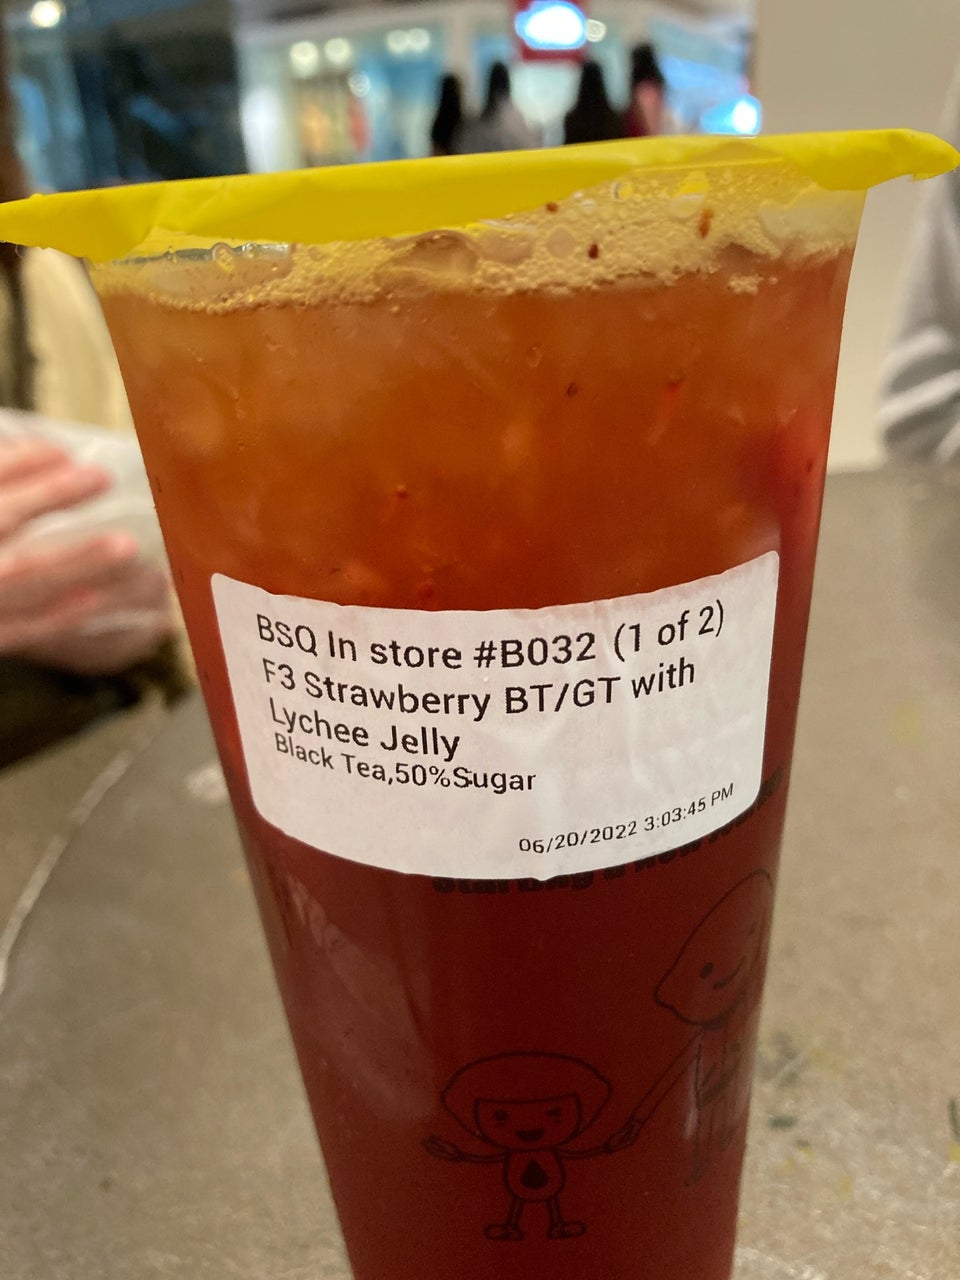 BSQ In store #B032 (1 of 2)
F3 Strawberry BT/GT with
Lychee Jelly
Black Tea,50%Sugar
06/20/2022 3:03:45 PM